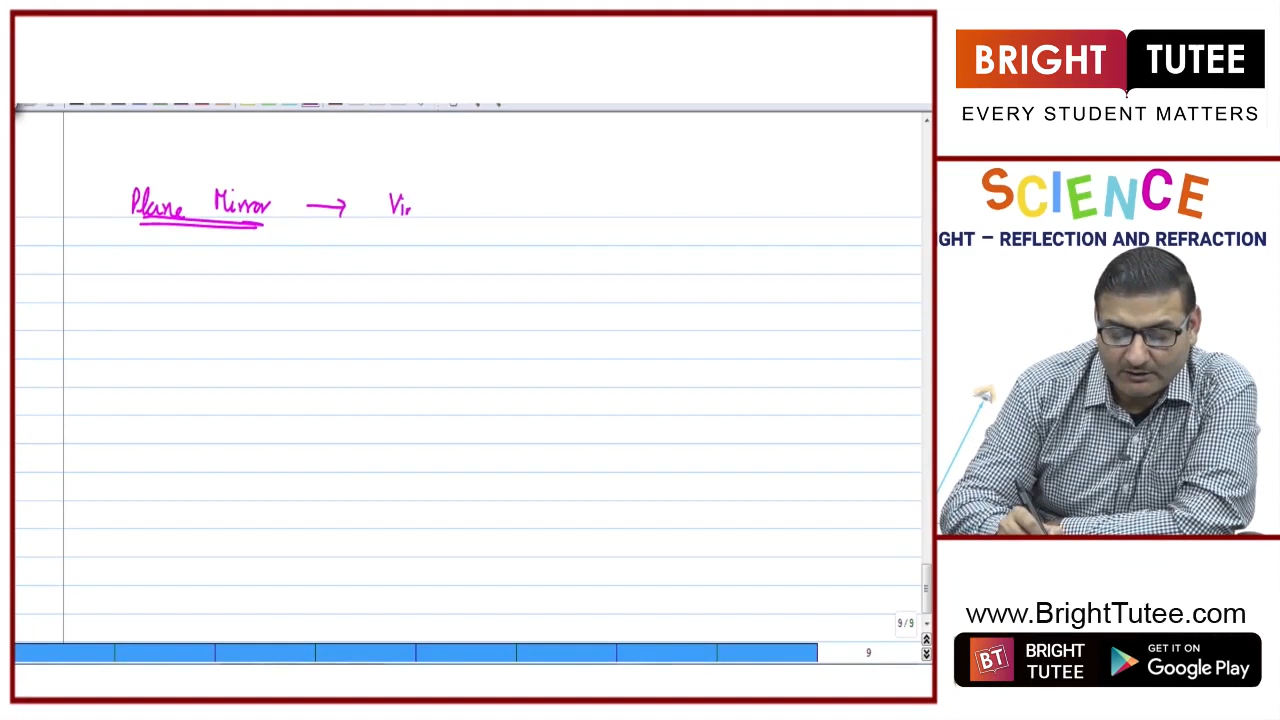 BRIGHT TUTEE
EVERY STUDENT MATTERS
SCIENCE
GHT – REFLECTION AND REFRACTION
Plane Mirror → Vir
9/9
9
www.BrightTutee.com
BT BRIGHT TUTEE
GET IT ON
Google Play